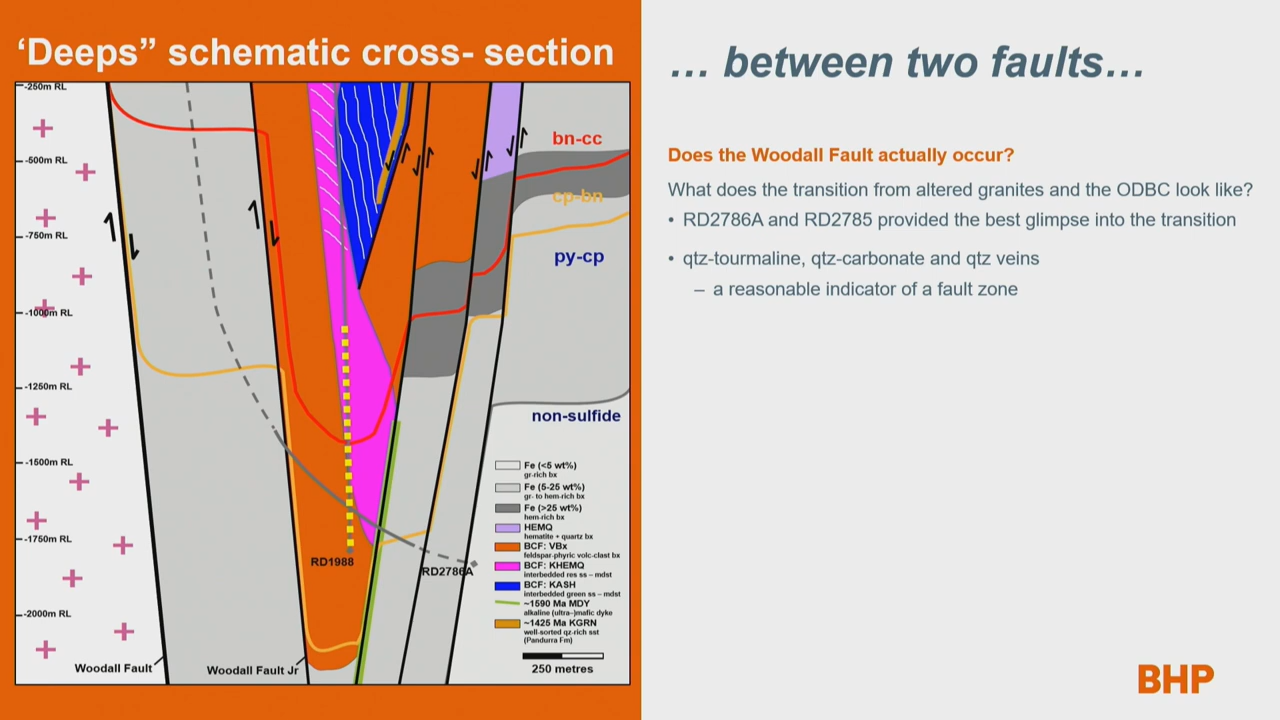 ‘Deeps” schematic cross- section
-250m RL
-500m RL
-750m RL
-1000m RL
-1250m RL
-1500m RL
-1750m RL
-2000m RL
bn-cc
cp-bn
py-cp
non-sulfide
RD1988
RD2786A
Woodall Fault
Woodall Fault Jr
Fe (<5 wt%)
gr-rich bx
Fe (5-25 wt%)
gr- to hem-rich bx
Fe (>25 wt%)
hem-rich bx
HEMQ
hematite + quartz bx
BCF: VBx
feldspar-phyric volc-clast bx
BCF: KHEMQ
interbedded res ss – mdst
BCF: KASH
interbedded green ss – mdst
~1590 Ma MDY
alkaline (ultra-)mafic dyke
~1425 Ma KGRN
well-sorted qz-rich sst
(Pandurra Fm)
250 metres
… between two faults…
Does the Woodall Fault actually occur?
What does the transition from altered granites and the ODBC look like?
• RD2786A and RD2785 provided the best glimpse into the transition
• qtz-tourmaline, qtz-carbonate and qtz veins
– a reasonable indicator of a fault zone
BHP